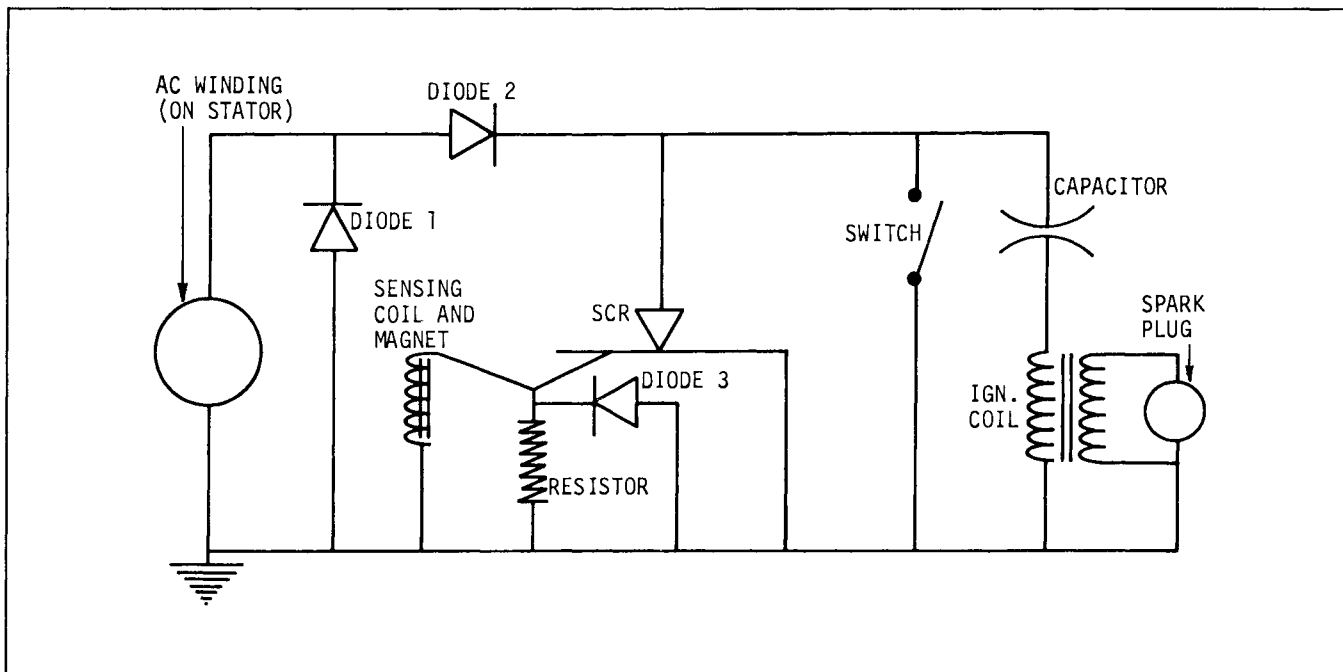 AC WINDING
(ON STATOR)
DIODE 2
DIODE 1
CAPACITOR
SWITCH
SENSING
COIL AND
MAGNET
SCR
SPARK
PLUG
DIODE 3
IGN.
COIL
RESISTOR